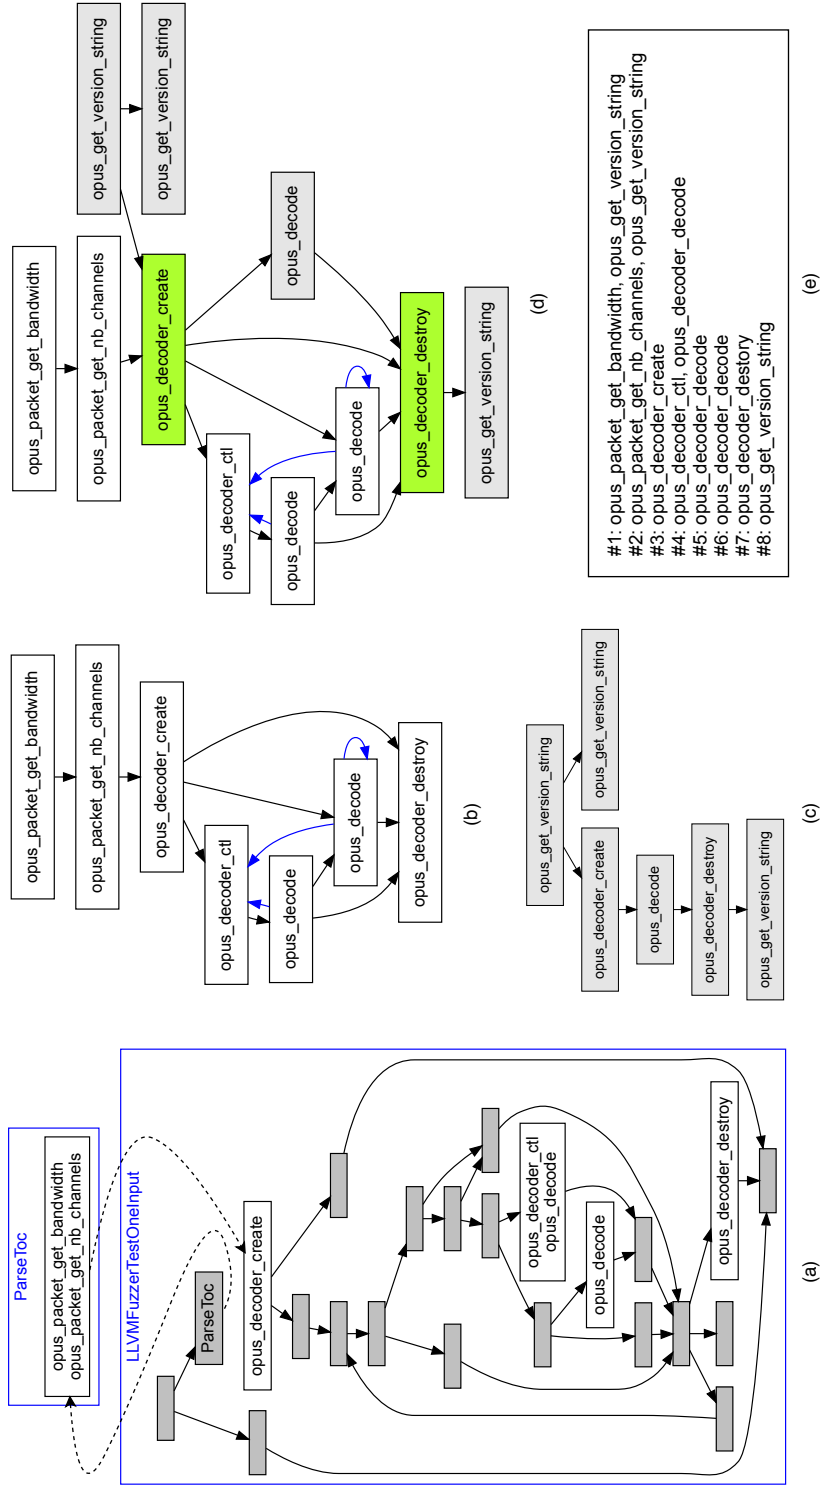 ParseToc
opus_packet_get_bandwidth
opus_packet_get_nb_channels
LLVMFuzzerTestOneInput
ParseToc
opus_decoder_create
opus_decoder_ctl
opus_decode
opus_decode
opus_decoder_destroy
(a)
opus_packet_get_bandwidth
opus_packet_get_nb_channels
opus_decoder_create
opus_decoder_ctl
opus_decode
opus_decode
opus_decoder_destroy
(b)
opus_get_version_string
opus_decoder_create
opus_get_version_string
opus_decode
opus_decoder_destroy
opus_get_version_string
(c)
opus_packet_get_bandwidth
opus_get_version_string
opus_packet_get_nb_channels
opus_get_version_string
opus_decoder_create
opus_decoder_ctl
opus_decode
opus_decode
opus_decode
opus_decoder_destroy
opus_get_version_string
(d)
#1: opus_packet_get_bandwidth, opus_get_version_string
#2: opus_packet_get_nb_channels, opus_get_version_string
#3: opus_decoder_create
#4: opus_decoder_ctl, opus_decoder_decode
#5: opus_decoder_decode
#6: opus_decoder_decode
#7: opus_decoder_destory
#8: opus_get_version_string
(e)